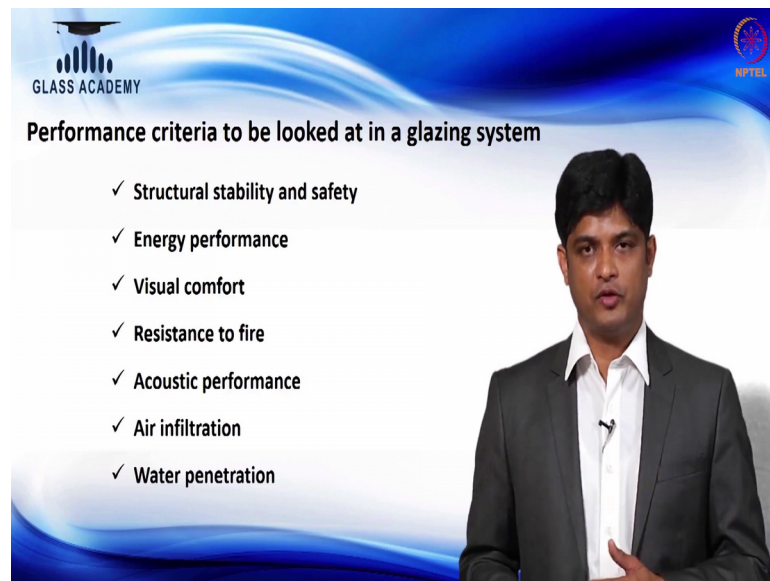 GLASS ACADEMY
NPTEL
Performance criteria to be looked at in a glazing system
✓ Structural stability and safety
✓ Energy performance
✓ Visual comfort
✓ Resistance to fire
✓ Acoustic performance
✓ Air infiltration
✓ Water penetration